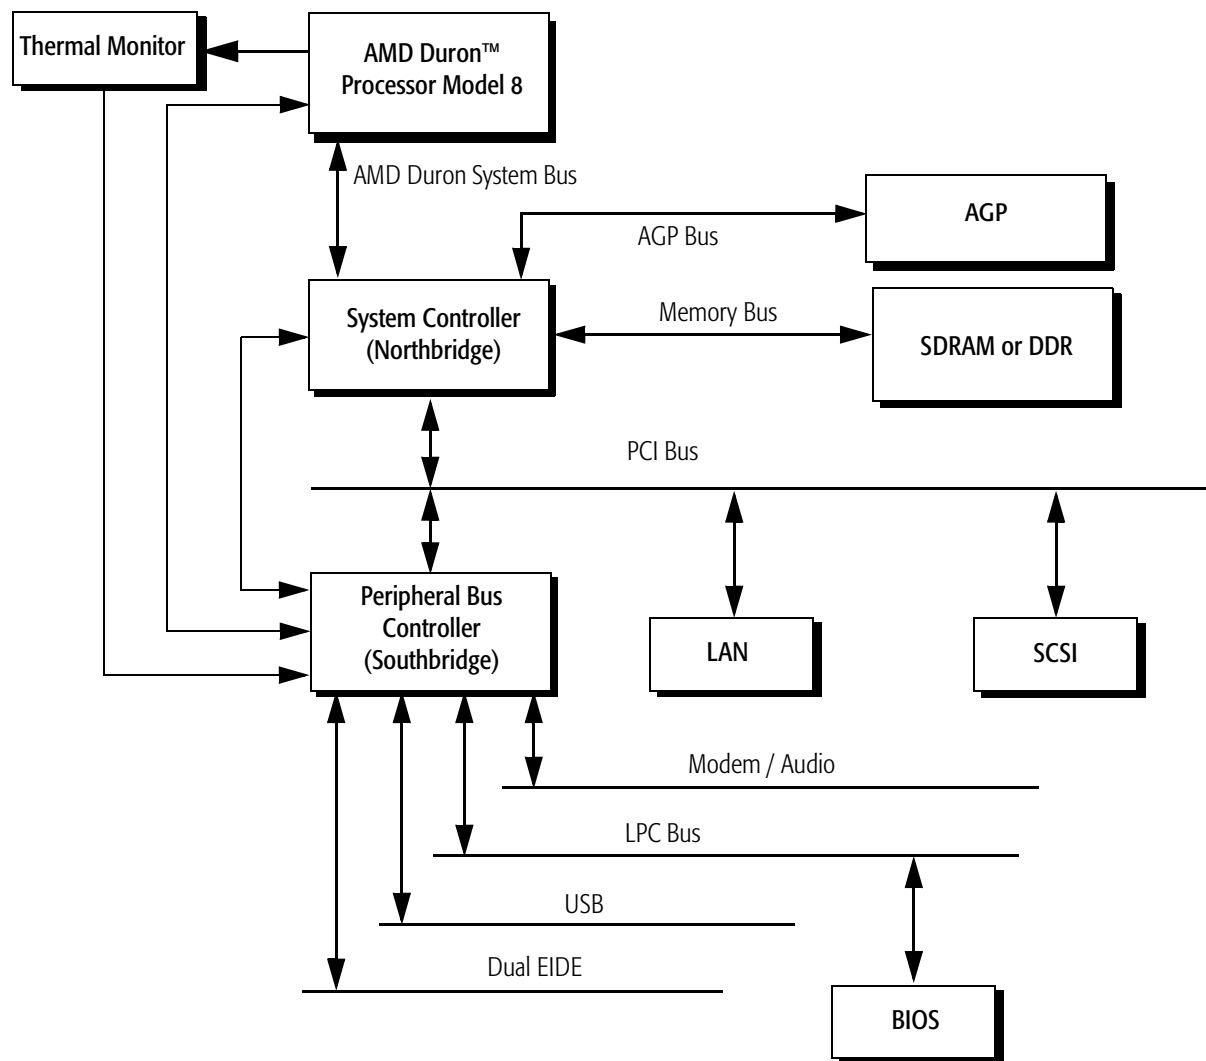 Thermal Monitor
AMD Duron™
Processor Model 8
AMD Duron System Bus
AGP
AGP Bus
System Controller
(Northbridge)
Memory Bus
SDRAM or DDR
PCI Bus
Peripheral Bus
Controller
(Southbridge)
LAN
SCSI
Modem / Audio
LPC Bus
USB
Dual EIDE
BIOS